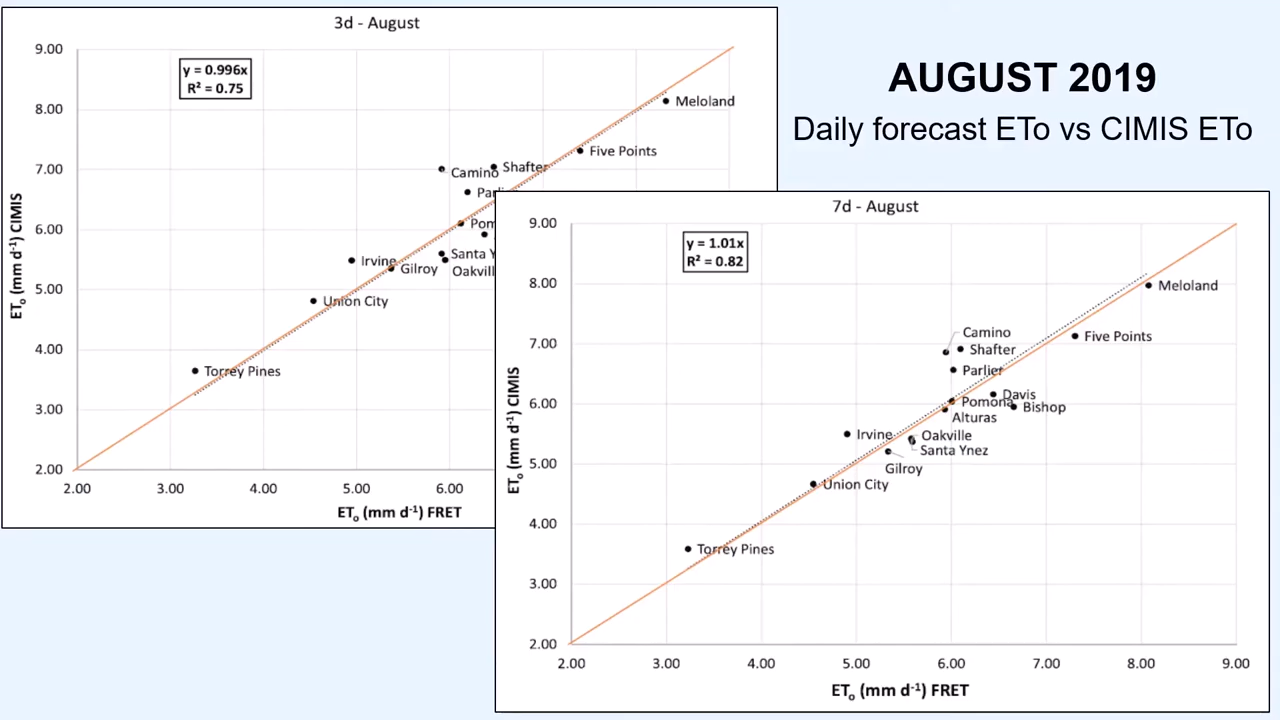 3d - August
9.00
y = 0.996x
R² = 0.75
8.00
Meloland
7.00
Five Points
Shafter
Camino
6.00
Pom
Irvine
Gilroy
Oakvill
Santa Y
5.00
Union City
4.00
Torrey Pines
3.00
2.00
2.00 3.00 4.00 5.00 6.00
ETo (mm d-1) CIMIS
ETo (mm d-1) FRET
AUGUST 2019
Daily forecast ETo vs CIMIS ETo
7d - August
9.00
y = 1.01x
R² = 0.82
8.00
Meloland
7.00
Camino
Five Points
Shafter
Parlier
6.00
Davis
Pomona
Bishop
Alturas
Irvine
Oakville
Santa Ynez
5.00
Gilroy
Union City
4.00
Torrey Pines
3.00
2.00
2.00 3.00 4.00 5.00 6.00 7.00 8.00 9.00
ETo (mm d-1) CIMIS
ETo (mm d-1) FRET